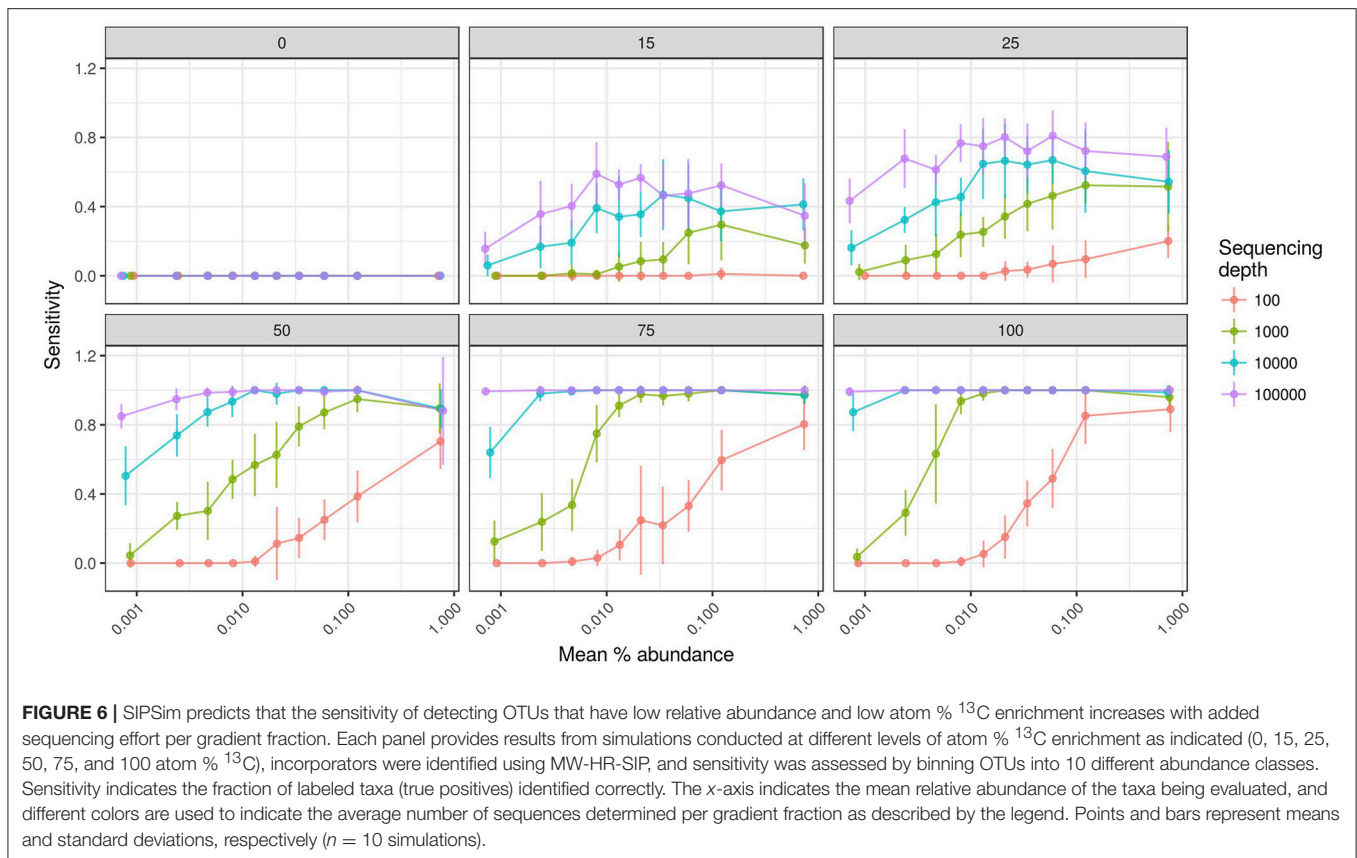 0 15 25
1.2
0.8
0.4
0.0
Sensitivity
50 75 100
1.2
0.8
0.4
0.0
0.001 0.010 0.100 1.000 0.001 0.010 0.100 1.000 0.001 0.010 0.100 1.000
Mean % abundance
Sequencing
depth
100
1000
10000
100000
FIGURE 6 | SIPSim predicts that the sensitivity of detecting OTUs that have low relative abundance and low atom % ¹³C enrichment increases with added
sequencing effort per gradient fraction. Each panel provides results from simulations conducted at different levels of atom % ¹³C enrichment as indicated (0, 15, 25,
50, 75, and 100 atom % ¹³C), incorporators were identified using MW-HR-SIP, and sensitivity was assessed by binning OTUs into 10 different abundance classes.
Sensitivity indicates the fraction of labeled taxa (true positives) identified correctly. The x-axis indicates the mean relative abundance of the taxa being evaluated, and
different colors are used to indicate the average number of sequences determined per gradient fraction as described by the legend. Points and bars represent means
and standard deviations, respectively (n = 10 simulations).